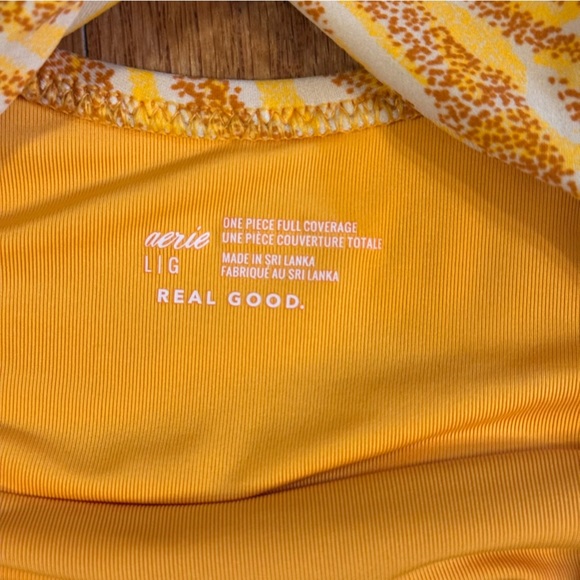 aerie
L|G
ONE PIECE FULL COVERAGE
UNE PIÈCE COUVERTURE TOTALE
MADE IN SRI LANKA
FABRIQUÉ AU SRI LANKA
REAL GOOD.